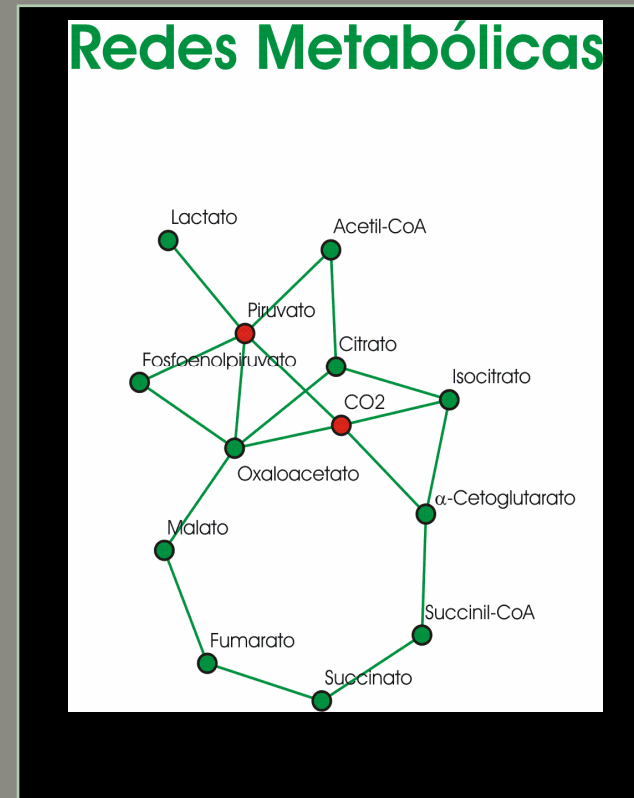 Redes Metabólicas
Lactato
Acetil-CoA
Piruvato
Citrato
Fosfoenolpiruvato
Isocitrato
CO2
Oxaloacetato
α-Cetoglutarato
Malato
Succinil-CoA
Fumarato
Succinato